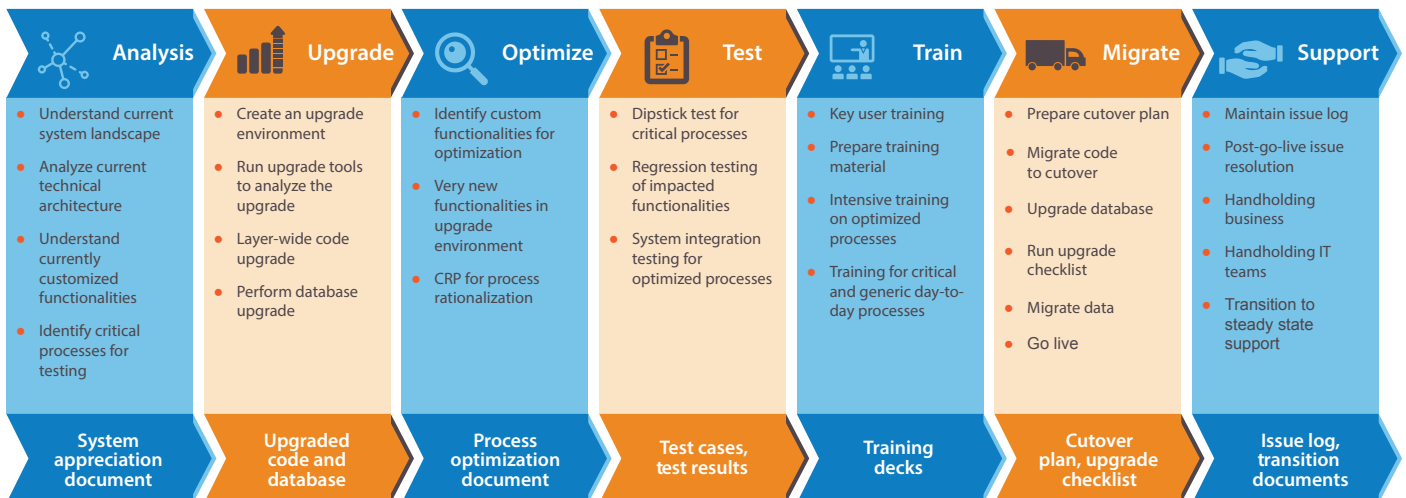 Analysis
Understand current
system landscape
Analyze current
technical
architecture
Understand
currently
customized
functionalities
Identify critical
processes for
testing
System
appreciation
document
Upgrade
Create an upgrade
environment
Run upgrade tools
to analyze the
upgrade
Layer-wide code
upgrade
Perform database
upgrade
Upgraded
code and
database
Optimize
Identify custom
functionalities for
optimization
Very new
functionalities in
upgrade
environment
CRP for process
rationalization
Process
optimization
document
Test
Dipstick test for
critical processes
Regression testing
of impacted
functionalities
System integration
testing for
optimized processes
Test cases,
test results
Train
Key user training
Prepare training
material
Intensive training
on optimized
processes
Training for critical
and generic day-to-
day processes
Training
decks
Migrate
Prepare cutover plan
Migrate code
to cutover
Upgrade database
Run upgrade
checklist
Migrate data
Go live
Cutover
plan, upgrade
checklist
Support
Maintain issue log
Post-go-live issue
resolution
Handholding
business
Handholding IT
teams
Transition to
steady state
support
Issue log,
transition
documents